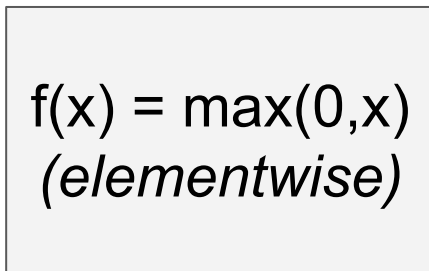 f(x) = max(0,x)
(elementwise)